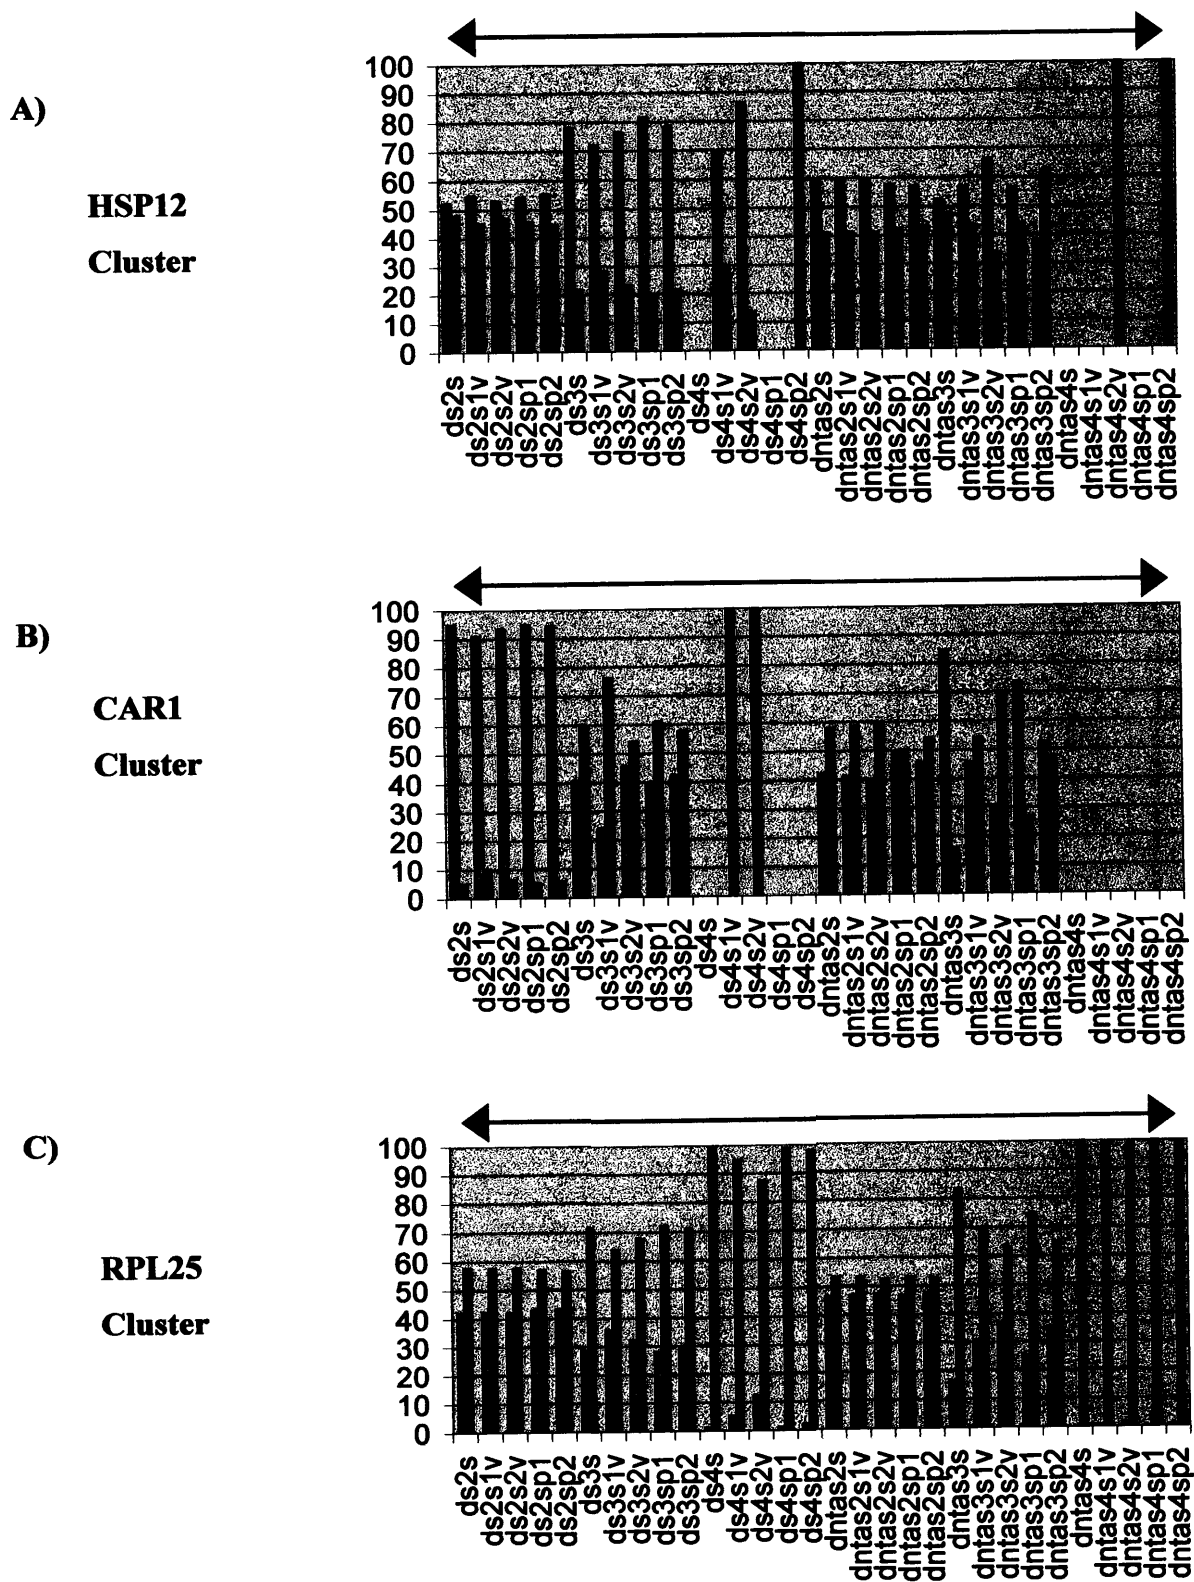 A)
HSP12
Cluster
100
90
80
70
60
50
40
30
20
10
0
ds2s
ds2s1v
ds2s2v
ds2sp1
ds2sp2
ds3s
ds3s1v
ds3s2v
ds3sp1
ds3sp2
ds4s
ds4s1v
ds4s2v
ds4sp1
ds4sp2
dntas2s
dntas2s1v
dntas2s2v
dntas2sp1
dntas2sp2
dntas3s
dntas3s1v
dntas3s2v
dntas3sp1
dntas3sp2
dntas4s
dntas4s1v
dntas4s2v
dntas4sp1
dntas4sp2
B)
CAR1
Cluster
100
90
80
70
60
50
40
30
20
10
0
ds2s
ds2s1v
ds2s2v
ds2sp1
ds2sp2
ds3s
ds3s1v
ds3s2v
ds3sp1
ds3sp2
ds4s
ds4s1v
ds4s2v
ds4sp1
ds4sp2
dntas2s
dntas2s1v
dntas2s2v
dntas2sp1
dntas2sp2
dntas3s
dntas3s1v
dntas3s2v
dntas3sp1
dntas3sp2
dntas4s
dntas4s1v
dntas4s2v
dntas4sp1
dntas4sp2
C)
RPL25
Cluster
100
90
80
70
60
50
40
30
20
10
0
ds2s
ds2s1v
ds2s2v
ds2sp1
ds2sp2
ds3s
ds3s1v
ds3s2v
ds3sp1
ds3sp2
ds4s
ds4s1v
ds4s2v
ds4sp1
ds4sp2
dntas2s
dntas2s1v
dntas2s2v
dntas2sp1
dntas2sp2
dntas3s
dntas3s1v
dntas3s2v
dntas3sp1
dntas3sp2
dntas4s
dntas4s1v
dntas4s2v
dntas4sp1
dntas4sp2